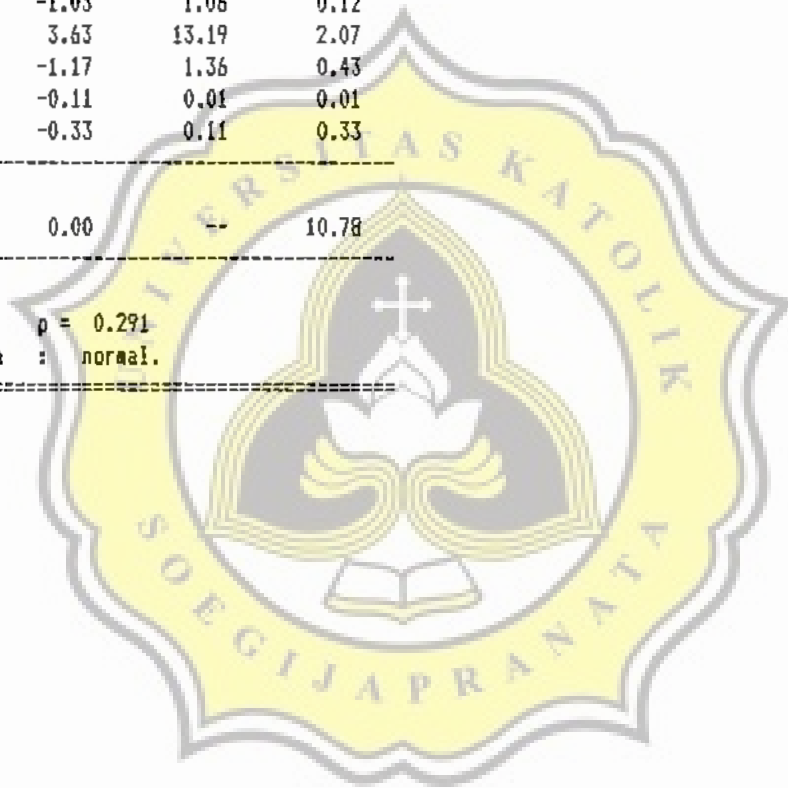 -1.03 1.06 0.12
3.63 13.19 2.07
-1.17 1.36 0.43
-0.11 0.01 0.01
-0.33 0.11 0.33
0.00 -- 10.78
p = 0.291
: normal.
UNIVERSITAS KATOLIK
SOEGIJAPRANATA